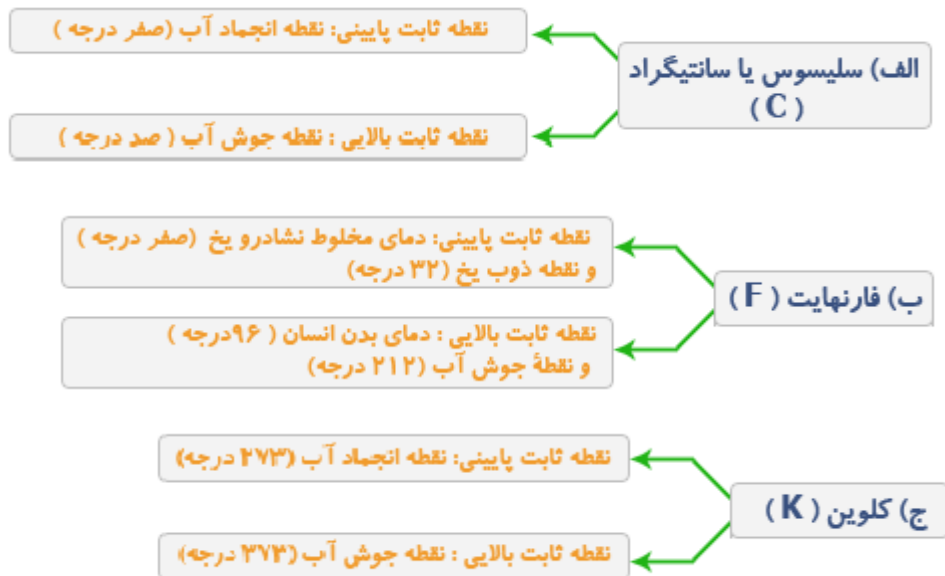 الف) سلیسوس یا سانتیگراد
( C )
نقطه ثابت پایینی: نقطه انجماد آب (صفر درجه )
نقطه ثابت بالایی : نقطه جوش آب ( صد درجه )
ب) فارنهایت ( F )
نقطه ثابت پایینی: دمای مخلوط نشادرو یخ (صفر درجه )
و نقطه ذوب یخ (۳۲ درجه)
نقطه ثابت بالایی : دمای بدن انسان ( ۹۶درجه )
و نقطۀ جوش آب (۲۱۲ درجه)
ج) کلوین ( K )
نقطه ثابت پایینی: نقطه انجماد آب (۲۷۳ درجه)
نقطه ثابت بالایی : نقطه جوش آب (۳۷۳ درجه)